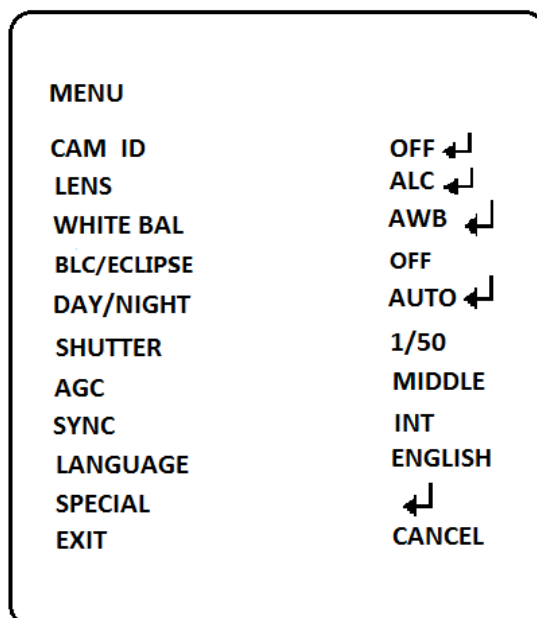 MENU
CAM ID OFF ↲
LENS ALC ↲
WHITE BAL AWB ↲
BLC/ECLIPSE OFF
DAY/NIGHT AUTO ↲
SHUTTER 1/50
AGC MIDDLE
SYNC INT
LANGUAGE ENGLISH
SPECIAL ↲
EXIT CANCEL